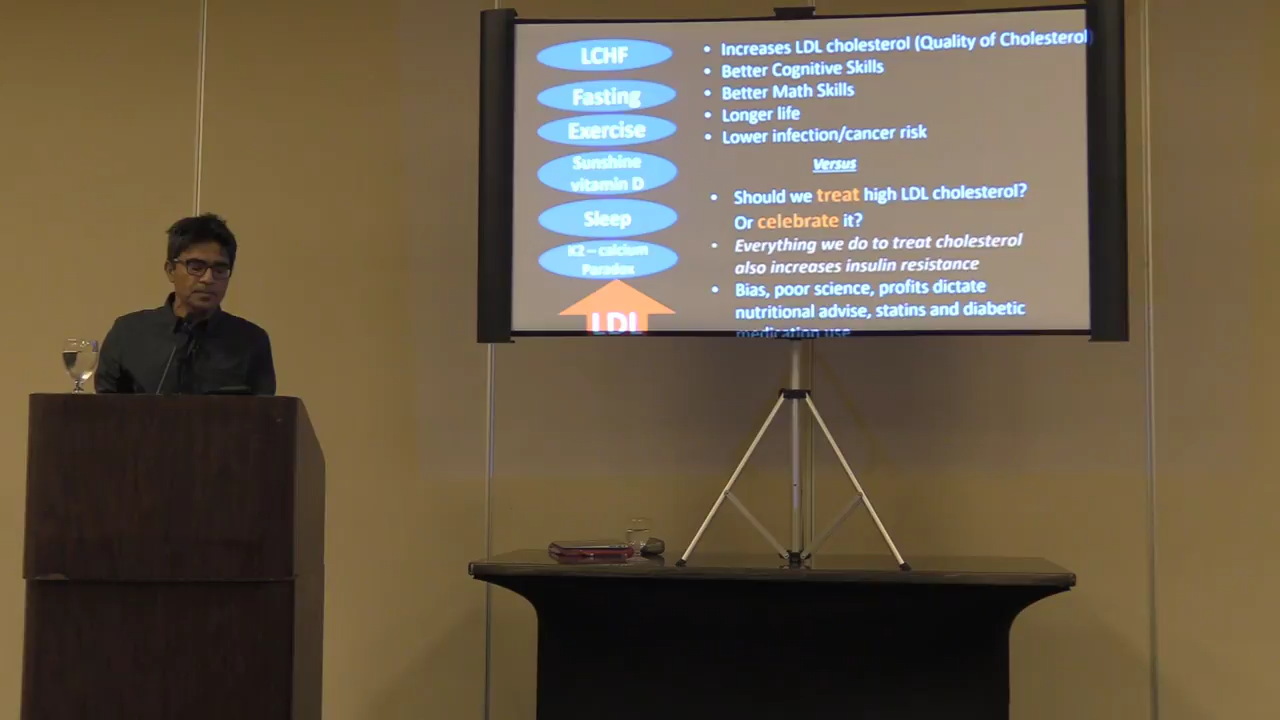 LCHF
Fasting
Exercise
Sunshine
vitamin D
Sleep
K2 – calcium
Paradox
LDL
• Increases LDL cholesterol (Quality of Cholesterol)
• Better Cognitive Skills
• Better Math Skills
• Longer life
• Lower infection/cancer risk
Versus
• Should we treat high LDL cholesterol?
Or celebrate it?
• Everything we do to treat cholesterol
also increases insulin resistance
• Bias, poor science, profits dictate
nutritional advise, statins and diabetic
medication use